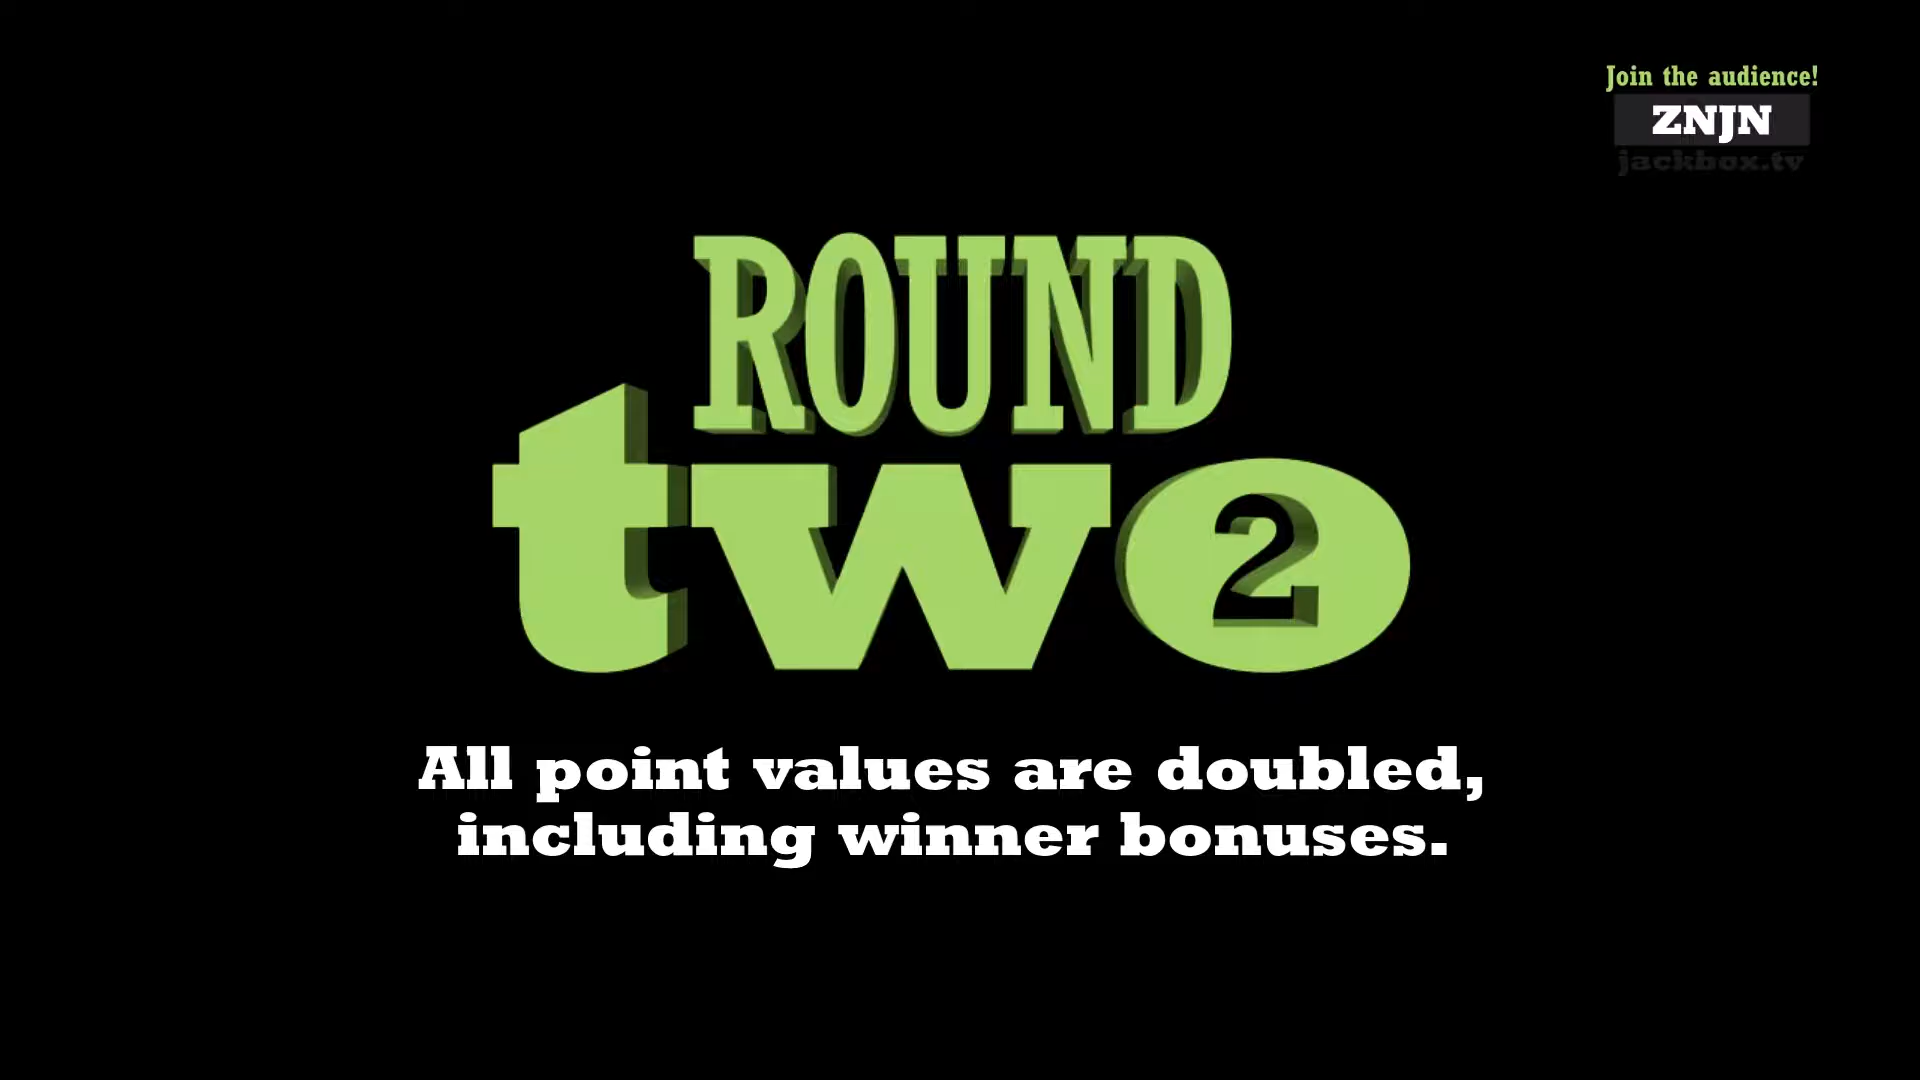 Join the audience!
ZNJN
jackbox.tv
ROUND
two
2
All point values are doubled,
including winner bonuses.